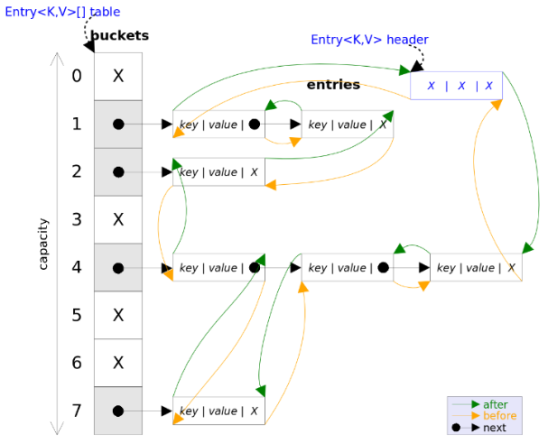 Entry<K,V>[] table
buckets
Entry<K,V> header
0 X
X | X | X
entries
1 key | value | key | value | X
2 key | value | X
3 X
capacity
4 key | value | key | value | key | value | X
5 X
6 X
7 key | value | X
after
before
next